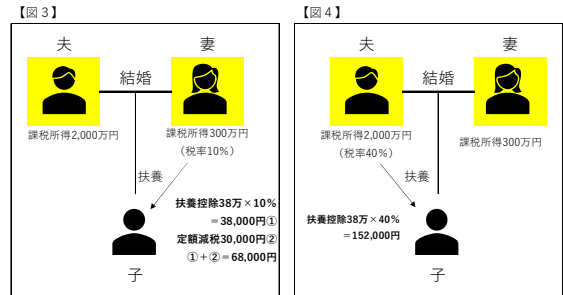 【図3】
夫
妻
結婚
課税所得2,000万円
課税所得300万円
（税率10%）
扶養
扶養控除38万×10%
＝38,000円①
定額減税30,000円②
①＋②＝68,000円
子
【図4】
夫
妻
結婚
課税所得2,000万円
（税率40%）
課税所得300万円
扶養
扶養控除38万×40%
＝152,000円
子